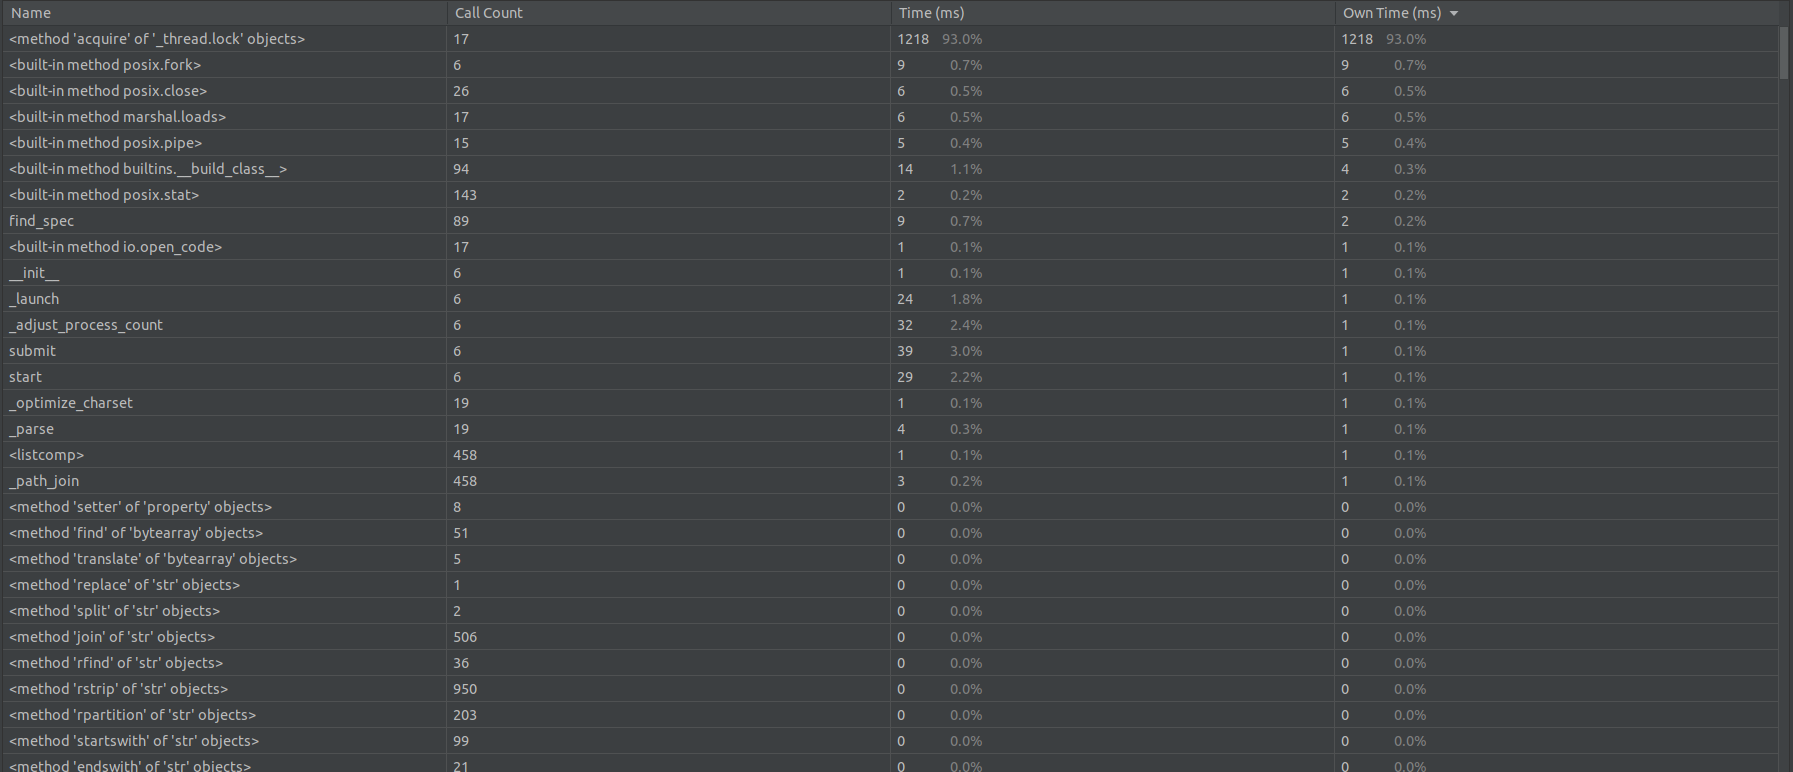 Name Call Count Time (ms) Own Time (ms)
<method 'acquire' of '_thread.lock' objects> 17 1218 93.0% 1218 93.0%
<built-in method posix.fork> 6 9 0.7% 9 0.7%
<built-in method posix.close> 26 6 0.5% 6 0.5%
<built-in method marshal.loads> 17 6 0.5% 6 0.5%
<built-in method posix.pipe> 15 5 0.4% 5 0.4%
<built-in method builtins.__build_class__> 94 14 1.1% 4 0.3%
<built-in method posix.stat> 143 2 0.2% 2 0.2%
find_spec 89 9 0.7% 2 0.2%
<built-in method io.open_code> 17 1 0.1% 1 0.1%
__init__ 6 1 0.1% 1 0.1%
_launch 6 24 1.8% 1 0.1%
_adjust_process_count 6 32 2.4% 1 0.1%
submit 6 39 3.0% 1 0.1%
start 6 29 2.2% 1 0.1%
_optimize_charset 19 1 0.1% 1 0.1%
_parse 19 4 0.3% 1 0.1%
<listcomp> 458 1 0.1% 1 0.1%
_path_join 458 3 0.2% 1 0.1%
<method 'setter' of 'property' objects> 8 0 0.0% 0 0.0%
<method 'find' of 'bytearray' objects> 51 0 0.0% 0 0.0%
<method 'translate' of 'bytearray' objects> 5 0 0.0% 0 0.0%
<method 'replace' of 'str' objects> 1 0 0.0% 0 0.0%
<method 'split' of 'str' objects> 2 0 0.0% 0 0.0%
<method 'join' of 'str' objects> 506 0 0.0% 0 0.0%
<method 'rfind' of 'str' objects> 36 0 0.0% 0 0.0%
<method 'rstrip' of 'str' objects> 950 0 0.0% 0 0.0%
<method 'rpartition' of 'str' objects> 203 0 0.0% 0 0.0%
<method 'startswith' of 'str' objects> 99 0 0.0% 0 0.0%
<method 'endswith' of 'str' objects> 21 0 0.0% 0 0.0%